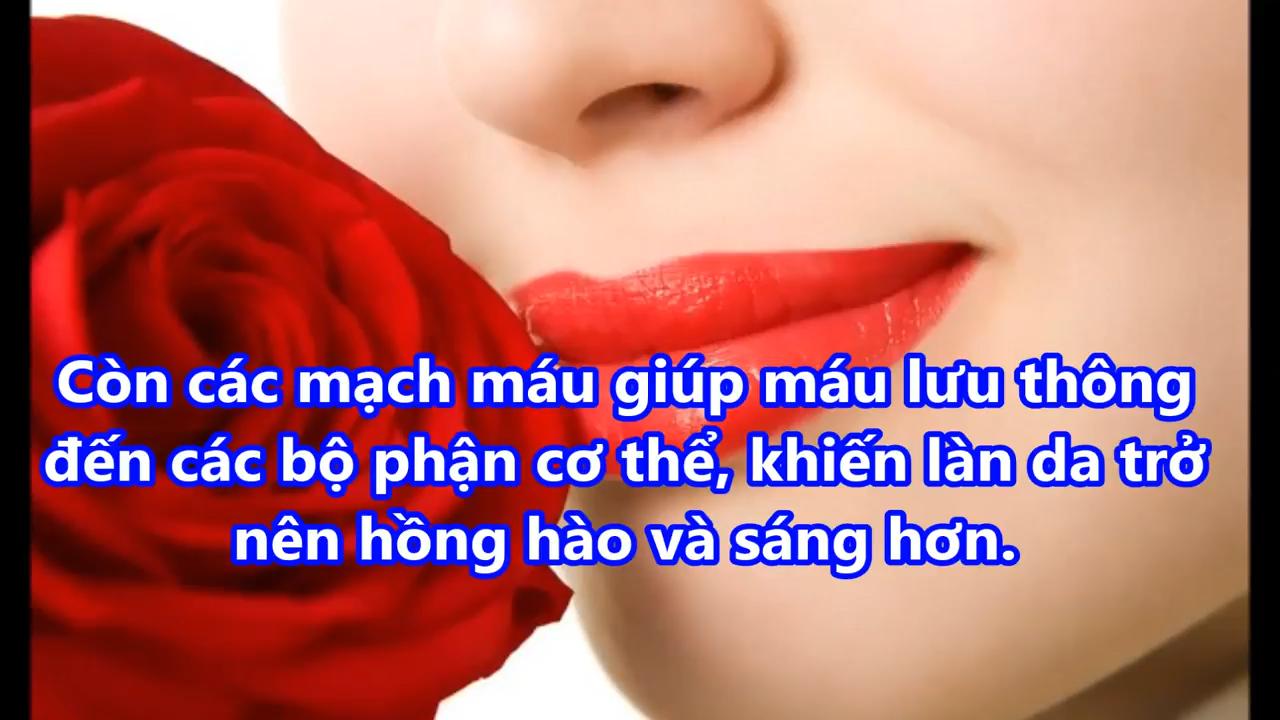 Còn các mạch máu giúp máu lưu thông
đến các bộ phận cơ thể, khiến làn da trở
nên hồng hào và sáng hơn.